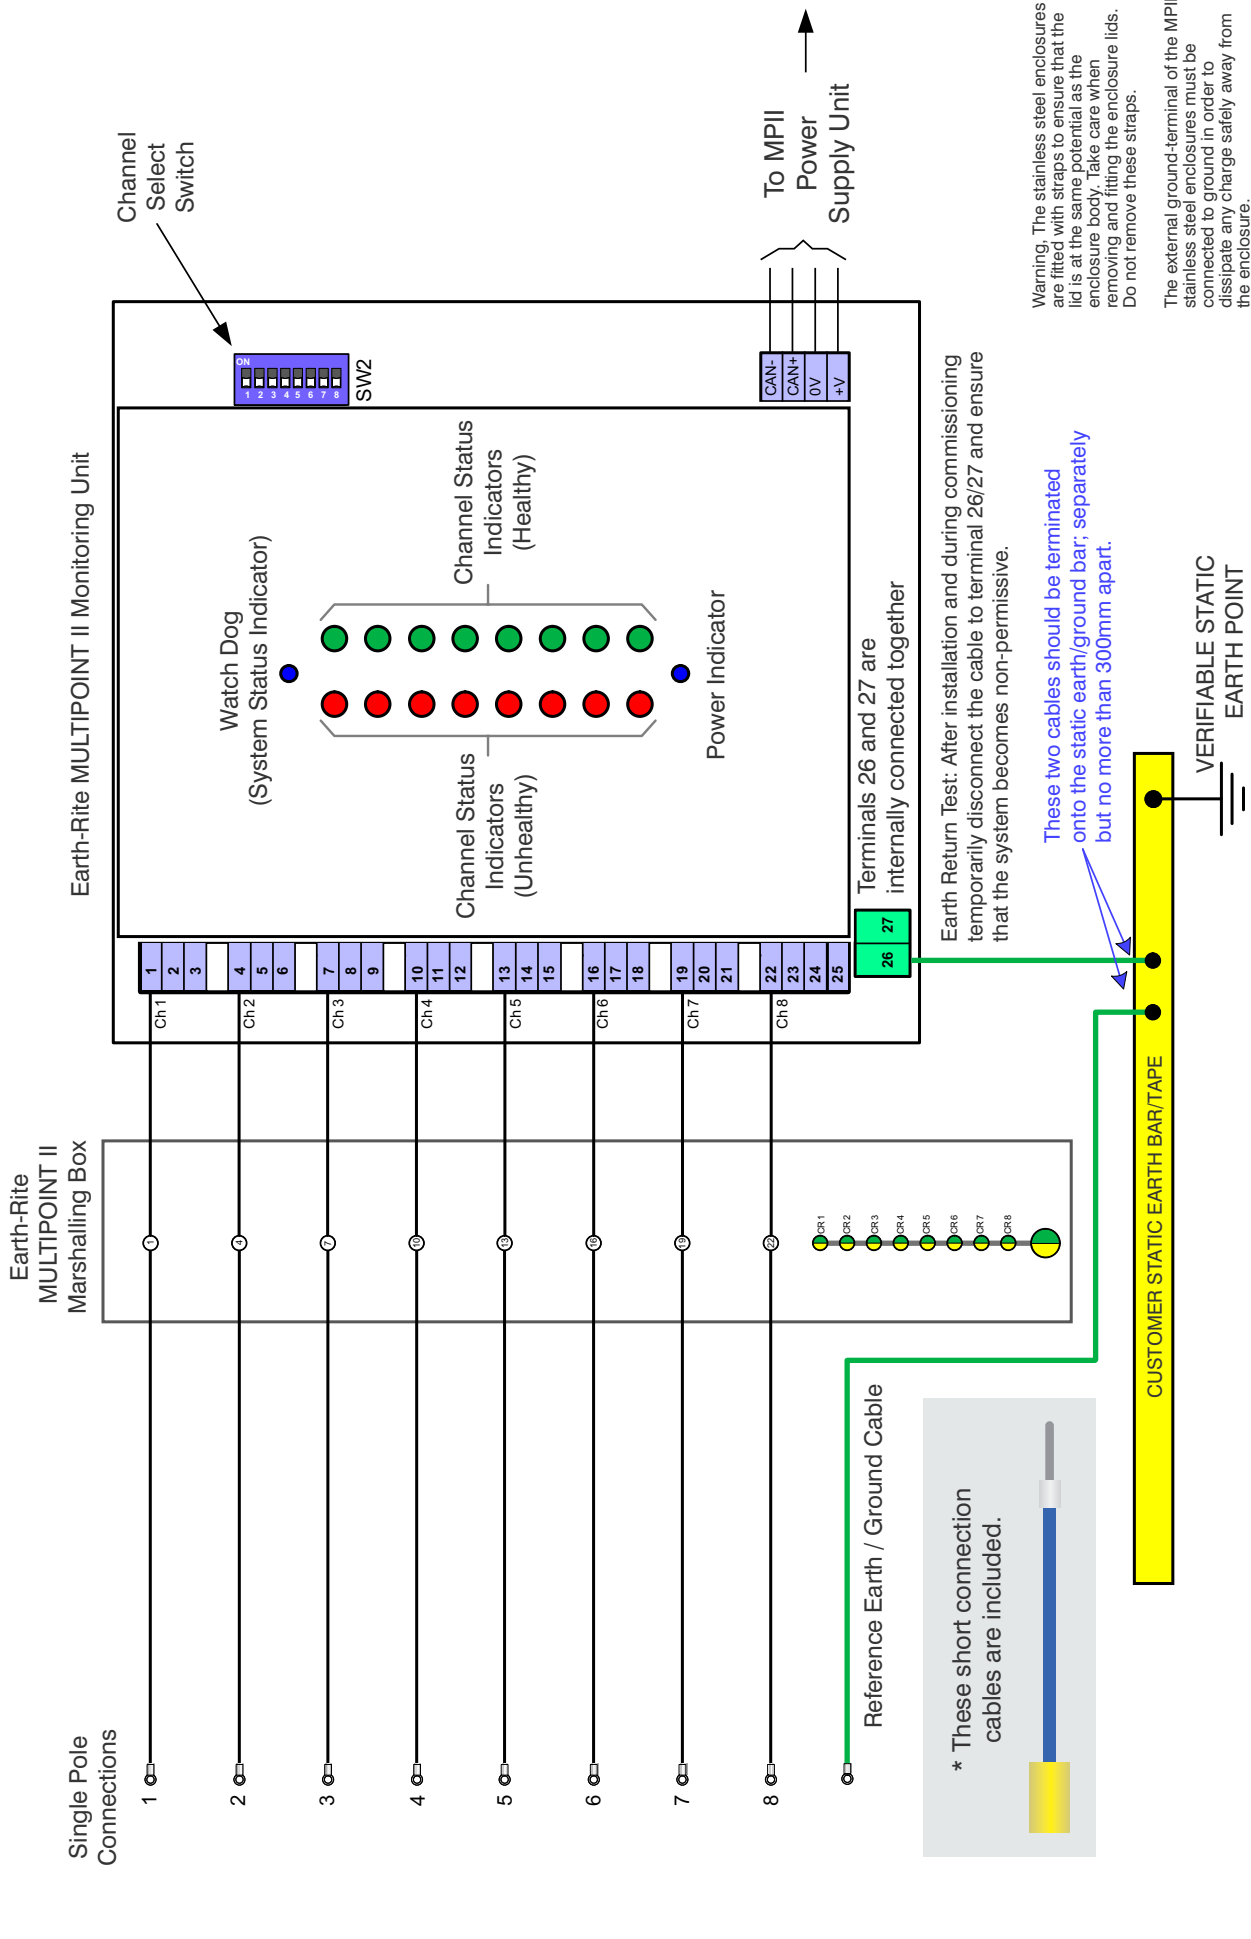 Single Pole
Connections
1
2
3
4
5
6
7
8
Earth-Rite
MULTIPOINT II
Marshalling Box
1
4
7
10
13
16
19
22
CR1
CR2
CR3
CR4
CR5
CR6
CR7
CR8
Earth-Rite MULTIPOINT II Monitoring Unit
Ch 1
Ch 2
Ch 3
Ch 4
Ch 5
Ch 6
Ch 7
Ch 8
1
2
3
4
5
6
7
8
9
10
11
12
13
14
15
16
17
18
19
20
21
22
23
24
25
26
27
Watch Dog
(System Status Indicator)
Channel Status
Indicators
(Unhealthy)
Channel Status
Indicators
(Healthy)
Power Indicator
Channel
Select
Switch
ON
1 2 3 4 5 6 7 8
SW2
CAN-
CAN+
0V
+V
To MPII
Power
Supply Unit
Terminals 26 and 27 are
internally connected together
Earth Return Test: After installation and during commissioning
temporarily disconnect the cable to terminal 26/27 and ensure
that the system becomes non-permissive.
These two cables should be terminated
onto the static earth/ground bar; separately
but no more than 300mm apart.
VERIFIABLE STATIC
EARTH POINT
CUSTOMER STATIC EARTH BAR/TAPE
Reference Earth / Ground Cable
* These short connection
cables are included.
Warning, The stainless steel enclosures
are fitted with straps to ensure that the
lid is at the same potential as the
enclosure body. Take care when
removing and fitting the enclosure lids.
Do not remove these straps.
The external ground-terminal of the MPII
stainless steel enclosures must be
connected to ground in order to
dissipate any charge safely away from
the enclosure.